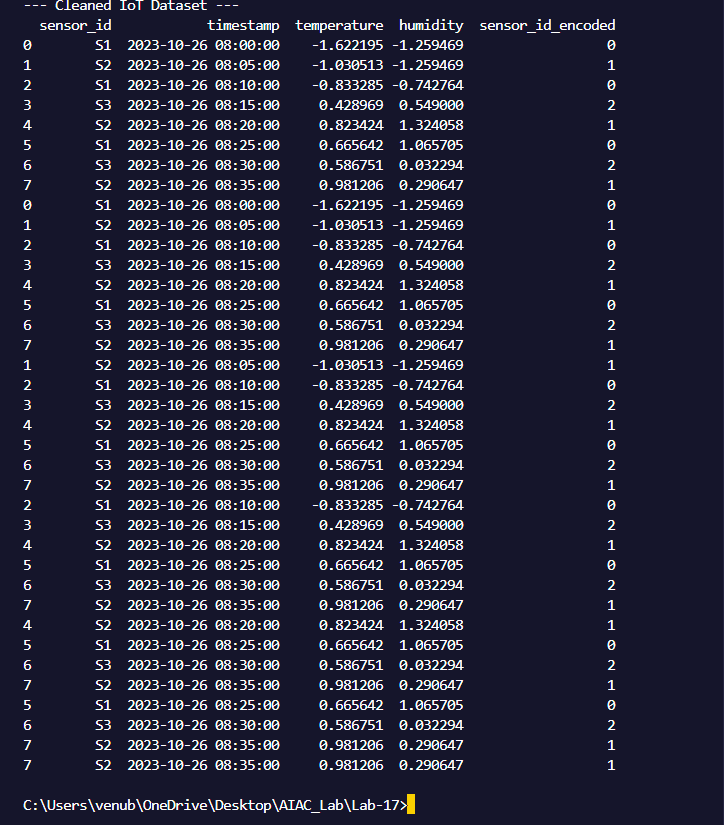 --- Cleaned IoT Dataset ---
  sensor_id           timestamp  temperature  humidity  sensor_id_encoded
0        S1 2023-10-26 08:00:00    -1.622195 -1.259469                  0
1        S2 2023-10-26 08:05:00    -1.030513 -1.259469                  1
2        S1 2023-10-26 08:10:00    -0.833285 -0.742764                  0
3        S3 2023-10-26 08:15:00     0.428969  0.549000                  2
4        S2 2023-10-26 08:20:00     0.823424  1.324058                  1
5        S1 2023-10-26 08:25:00     0.665642  1.065705                  0
6        S3 2023-10-26 08:30:00     0.586751  0.032294                  2
7        S2 2023-10-26 08:35:00     0.981206  0.290647                  1
0        S1 2023-10-26 08:00:00    -1.622195 -1.259469                  0
1        S2 2023-10-26 08:05:00    -1.030513 -1.259469                  1
2        S1 2023-10-26 08:10:00    -0.833285 -0.742764                  0
3        S3 2023-10-26 08:15:00     0.428969  0.549000                  2
4        S2 2023-10-26 08:20:00     0.823424  1.324058                  1
5        S1 2023-10-26 08:25:00     0.665642  1.065705                  0
6        S3 2023-10-26 08:30:00     0.586751  0.032294                  2
7        S2 2023-10-26 08:35:00     0.981206  0.290647                  1
1        S2 2023-10-26 08:05:00    -1.030513 -1.259469                  1
2        S1 2023-10-26 08:10:00    -0.833285 -0.742764                  0
3        S3 2023-10-26 08:15:00     0.428969  0.549000                  2
4        S2 2023-10-26 08:20:00     0.823424  1.324058                  1
5        S1 2023-10-26 08:25:00     0.665642  1.065705                  0
6        S3 2023-10-26 08:30:00     0.586751  0.032294                  2
7        S2 2023-10-26 08:35:00     0.981206  0.290647                  1
2        S1 2023-10-26 08:10:00    -0.833285 -0.742764                  0
3        S3 2023-10-26 08:15:00     0.428969  0.549000                  2
4        S2 2023-10-26 08:20:00     0.823424  1.324058                  1
5        S1 2023-10-26 08:25:00     0.665642  1.065705                  0
6        S3 2023-10-26 08:30:00     0.586751  0.032294                  2
7        S2 2023-10-26 08:35:00     0.981206  0.290647                  1
4        S2 2023-10-26 08:20:00     0.823424  1.324058                  1
5        S1 2023-10-26 08:25:00     0.665642  1.065705                  0
6        S3 2023-10-26 08:30:00     0.586751  0.032294                  2
7        S2 2023-10-26 08:35:00     0.981206  0.290647                  1
5        S1 2023-10-26 08:25:00     0.665642  1.065705                  0
6        S3 2023-10-26 08:30:00     0.586751  0.032294                  2
7        S2 2023-10-26 08:35:00     0.981206  0.290647                  1
7        S2 2023-10-26 08:35:00     0.981206  0.290647                  1
C:\Users\venub\OneDrive\Desktop\AIAC_Lab\Lab-17>